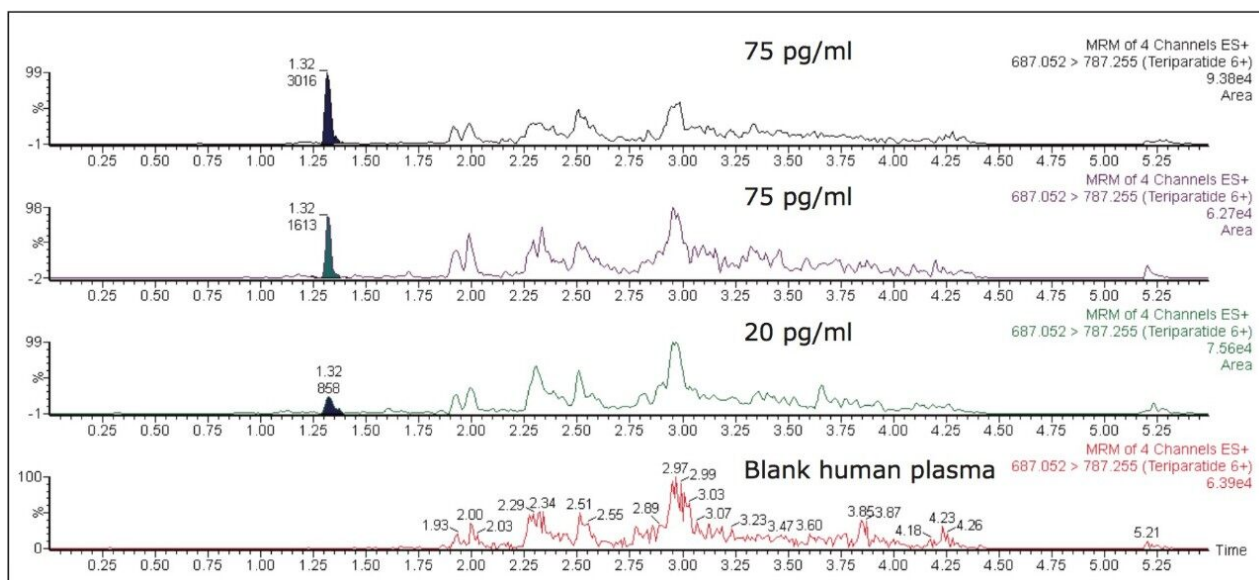 75 pg/ml
MRM of 4 Channels ES+
687.052 > 787.255 (Teriparatide 6+)
9.38e4
Area
1.32
3016
99
%
-1
0.25 0.50 0.75 1.00 1.25 1.50 1.75 2.00 2.25 2.50 2.75 3.00 3.25 3.50 3.75 4.00 4.25 4.50 4.75 5.00 5.25
75 pg/ml
MRM of 4 Channels ES+
687.052 > 787.255 (Teriparatide 6+)
6.27e4
Area
1.32
1613
98
%
-2
0.25 0.50 0.75 1.00 1.25 1.50 1.75 2.00 2.25 2.50 2.75 3.00 3.25 3.50 3.75 4.00 4.25 4.50 4.75 5.00 5.25
20 pg/ml
MRM of 4 Channels ES+
687.052 > 787.255 (Teriparatide 6+)
7.56e4
Area
1.32
858
99
%
-1
0.25 0.50 0.75 1.00 1.25 1.50 1.75 2.00 2.25 2.50 2.75 3.00 3.25 3.50 3.75 4.00 4.25 4.50 4.75 5.00 5.25
Blank human plasma
MRM of 4 Channels ES+
687.052 > 787.255 (Teriparatide 6+)
6.39e4
100
%
0
1.93 2.00 2.03 2.29 2.34 2.51 2.55 2.89 2.97 2.99 3.03 3.07 3.23 3.47 3.60 3.85 3.87 4.18 4.23 4.26 5.21
Time
0.25 0.50 0.75 1.00 1.25 1.50 1.75 2.00 2.25 2.50 2.75 3.00 3.25 3.50 3.75 4.00 4.25 4.50 4.75 5.00 5.25